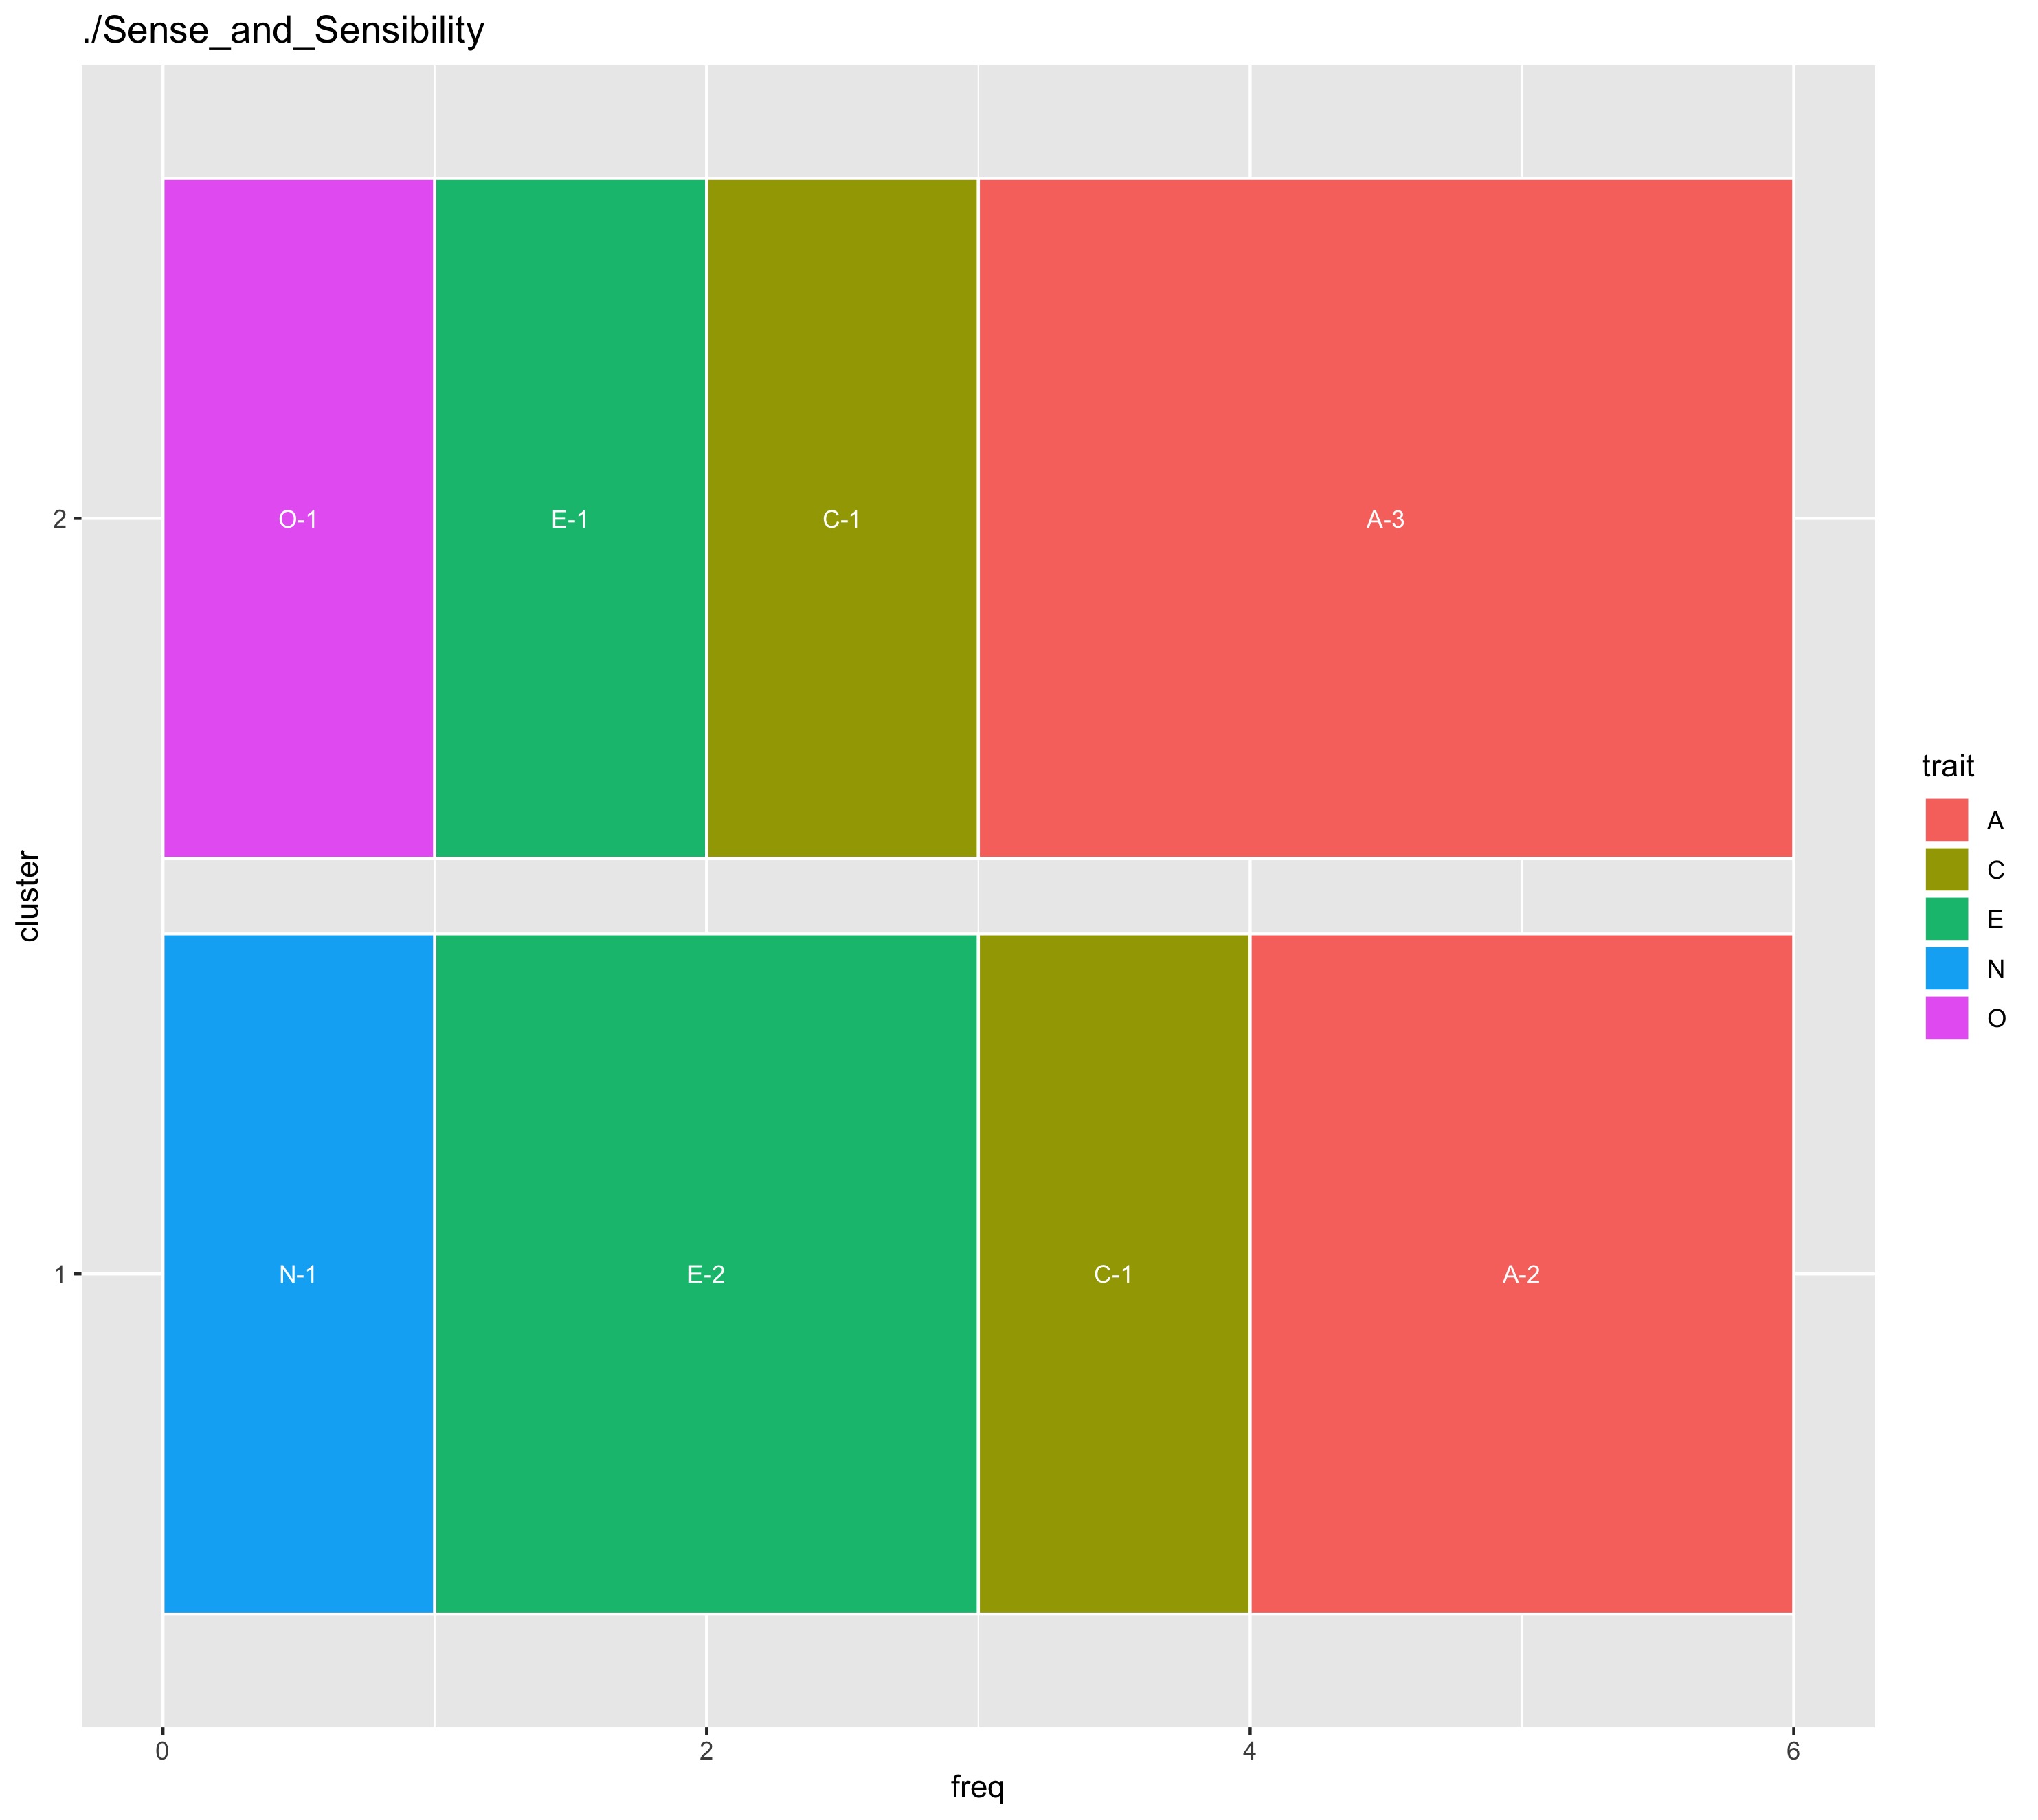 ./Sense_and_Sensibility
cluster
2
O-1 E-1 C-1 A-3
1
N-1 E-2 C-1 A-2
0 2 4 6
freq
trait
A
C
E
N
O